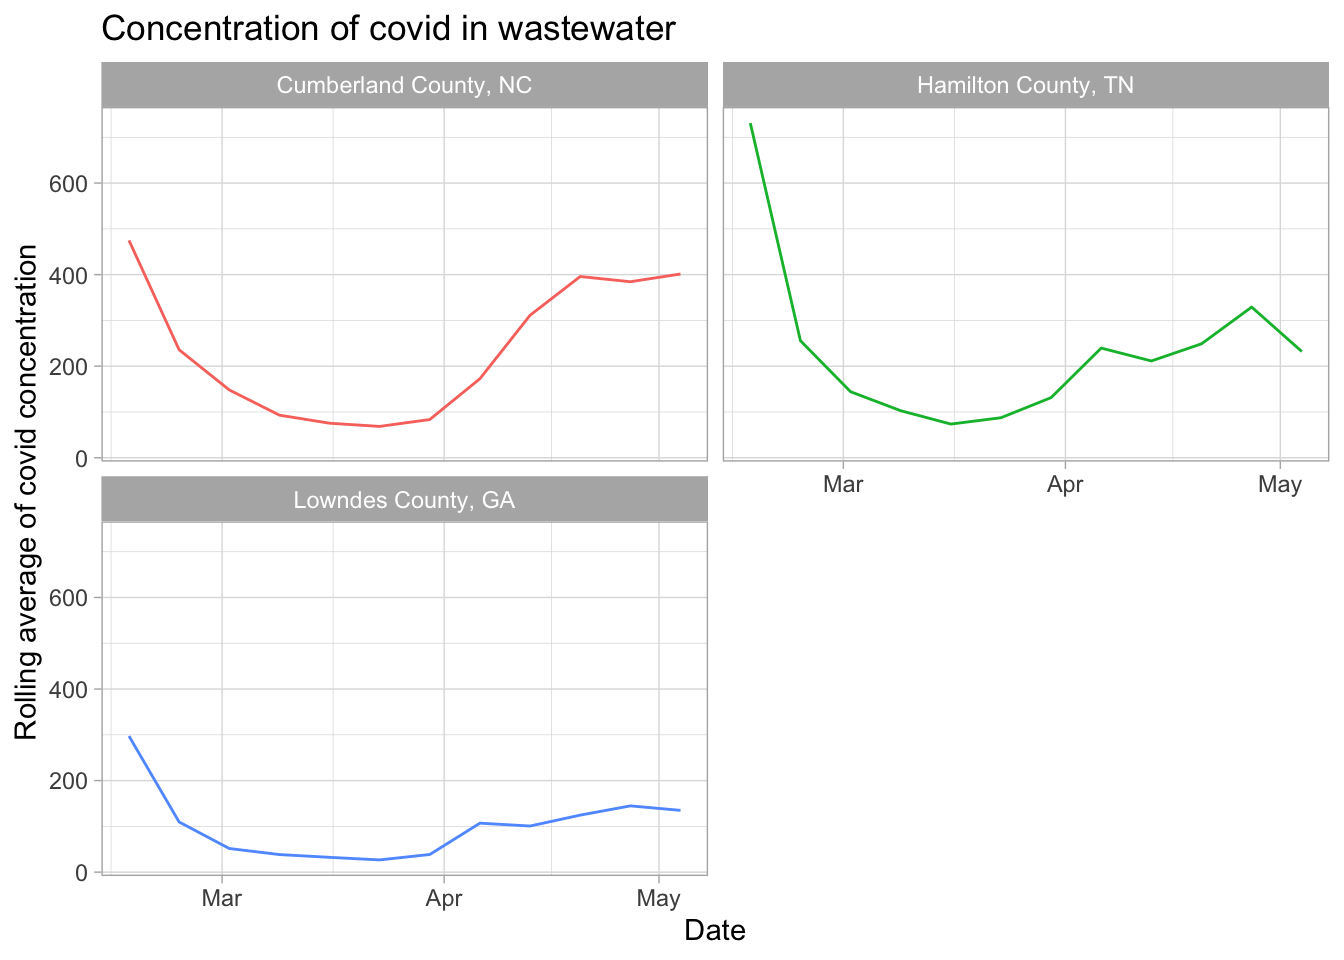 Concentration of covid in wastewater
Cumberland County, NC
Hamilton County, TN
600
400
200
0
Mar Apr May
Lowndes County, GA
600
400
200
0
Mar Apr May
Date
Rolling average of covid concentration